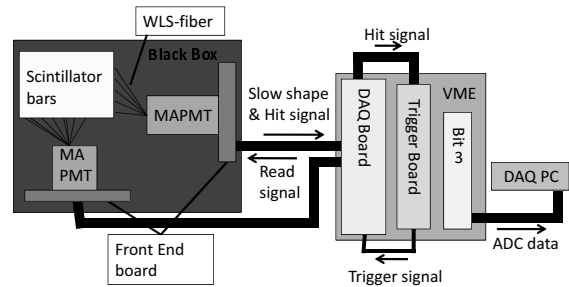 WLS-fiber
Hit signal
Black Box
Scintillator
bars
MAPMT
MA
PMT
Slow shape
& Hit signal
Read
signal
Front End
board
VME
DAQ Board
Trigger Board
Bit 3
DAQ PC
ADC data
Trigger signal